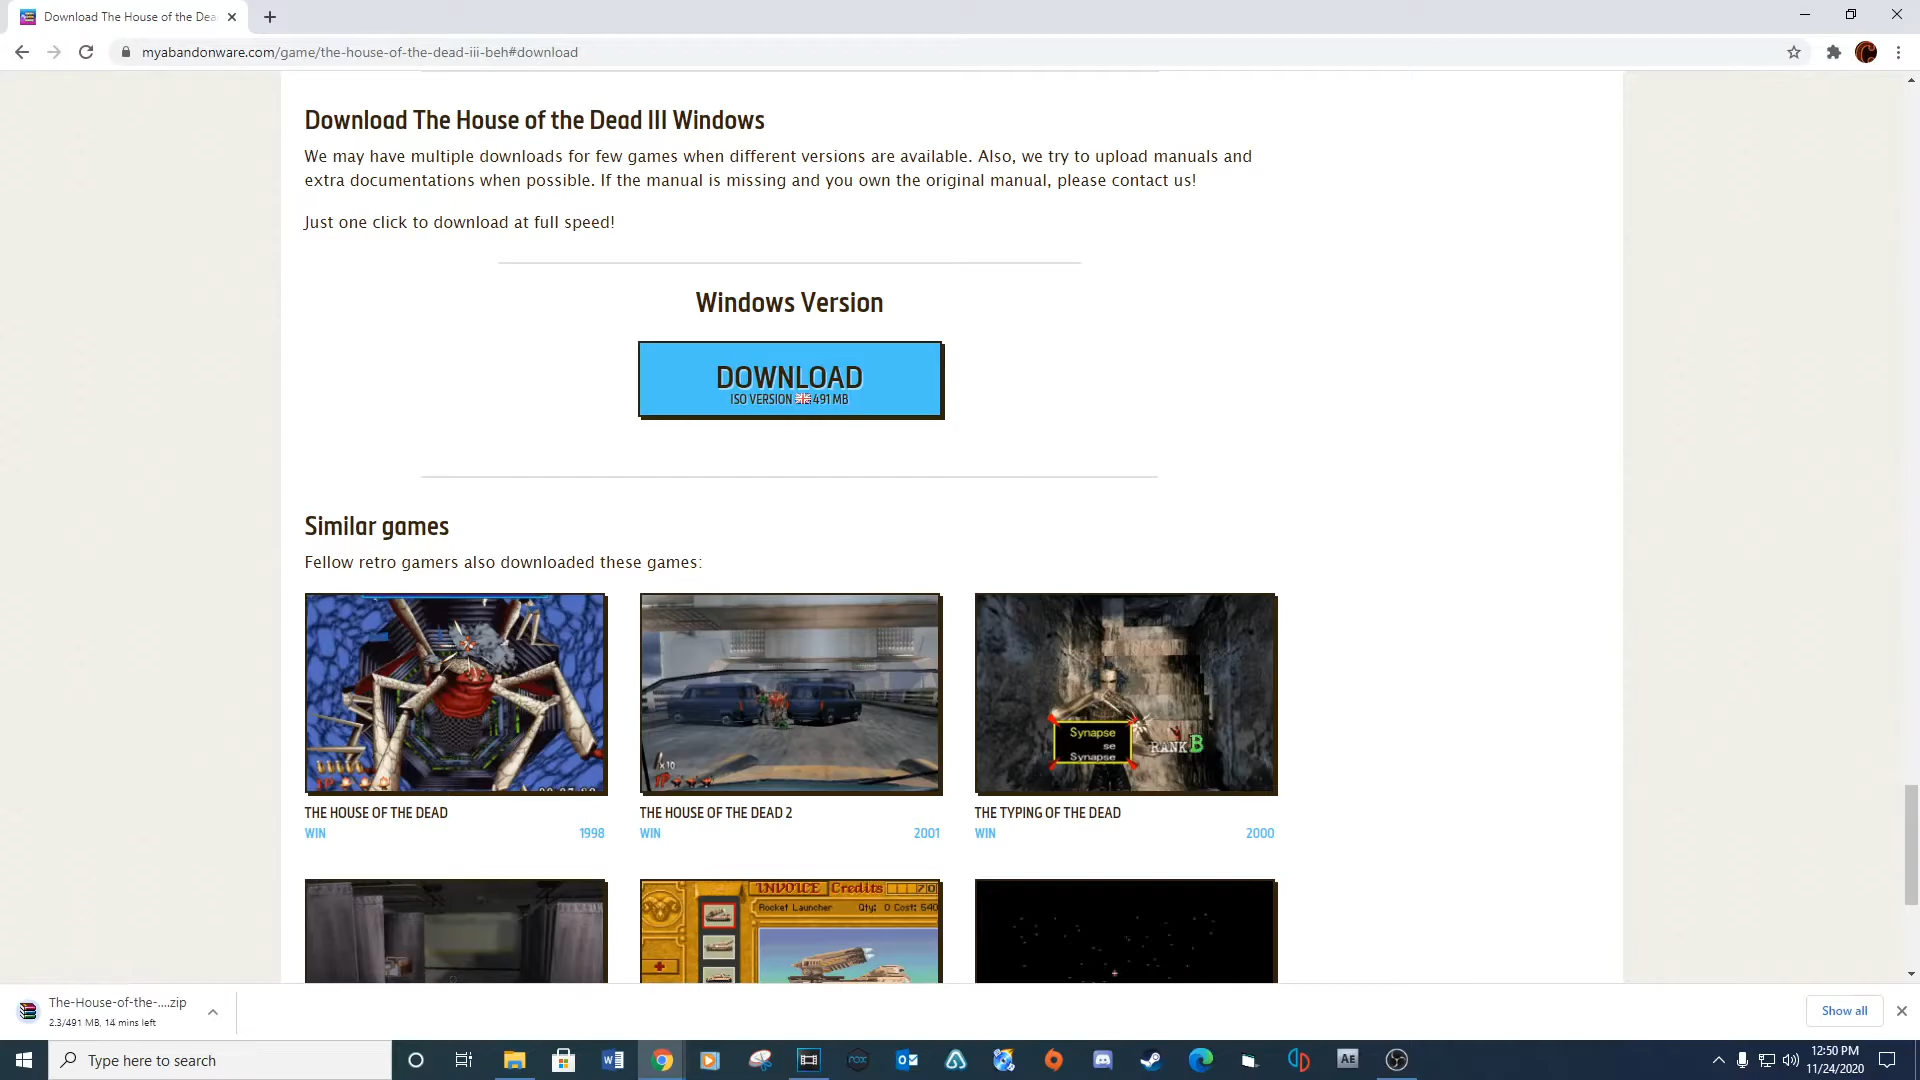 Download The House of the Dea
myabandonware.com/game/the-house-of-the-dead-iii-beh#download
Download The House of the Dead III Windows
We may have multiple downloads for few games when different versions are available. Also, we try to upload manuals and
extra documentations when possible. If the manual is missing and you own the original manual, please contact us!
Just one click to download at full speed!
Windows Version
DOWNLOAD
ISO VERSION 491 MB
Similar games
Fellow retro gamers also downloaded these games:
x10
Synapse
se
Synapse
RANK B
THE HOUSE OF THE DEAD
WIN 1998
THE HOUSE OF THE DEAD 2
WIN 2001
THE TYPING OF THE DEAD
WIN 2000
INVOICE Credits 70
Rocket Launcher Qty: 0 Cost: 640
The-House-of-the-....zip
2.3/491 MB, 14 mins left
Show all
Type here to search
AE
12:50 PM
11/24/2020